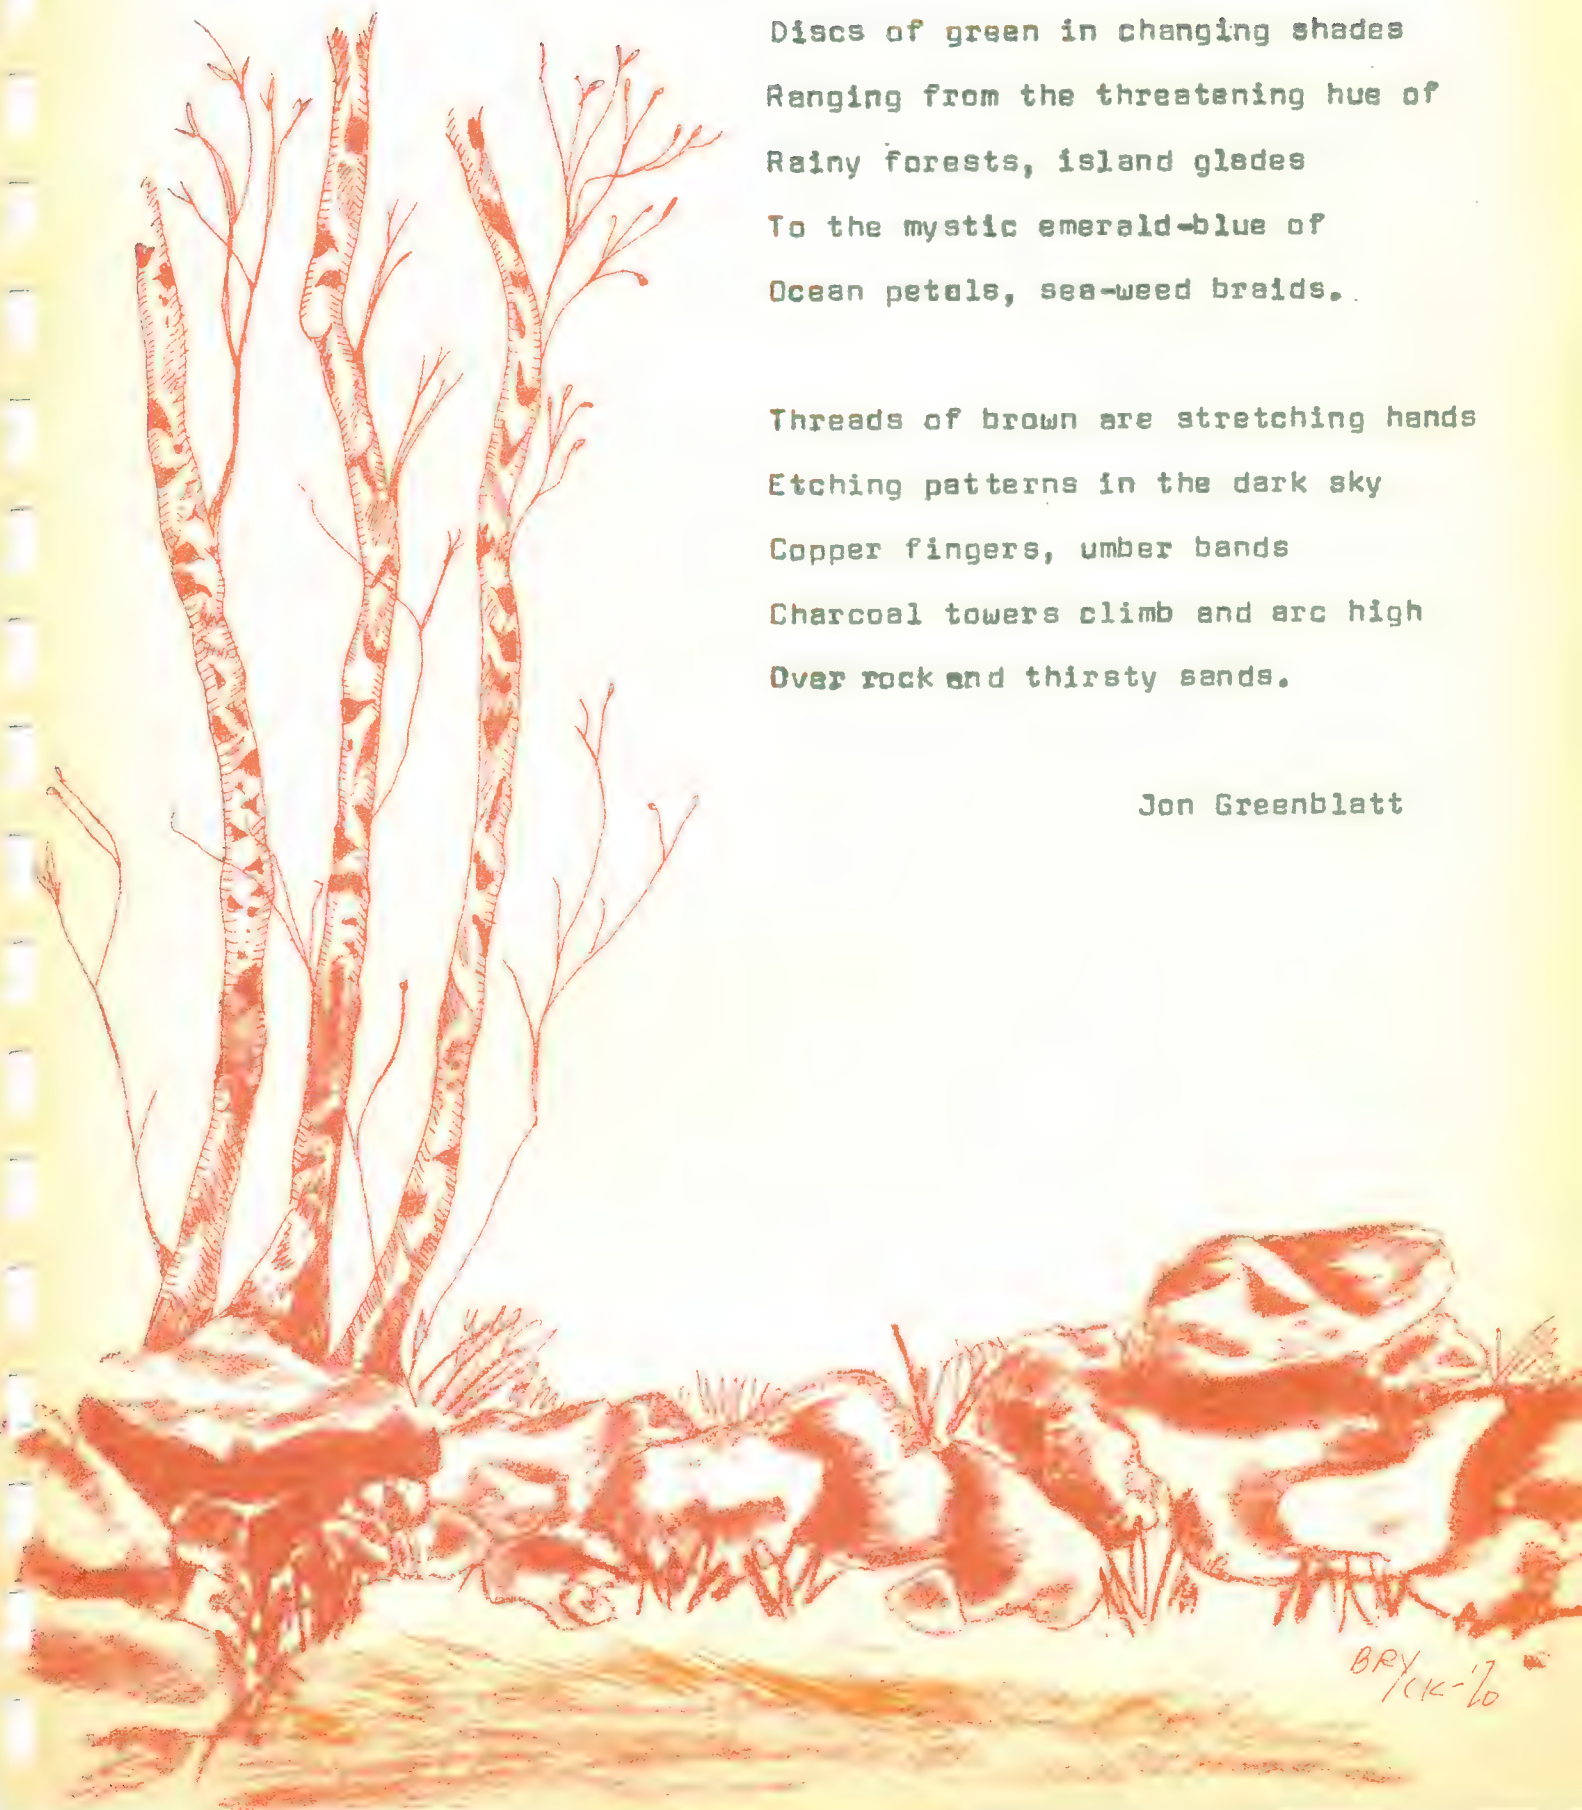 Discs of green in changing shades
Ranging from the threatening hue of
Rainy forests, island glades
To the mystic emerald-blue of
Ocean petals, sea-weed braids.
Threads of brown are stretching hands
Etching patterns in the dark sky
Copper fingers, umber bands
Charcoal towers climb and arc high
Over rock and thirsty sands.
Jon Greenblatt